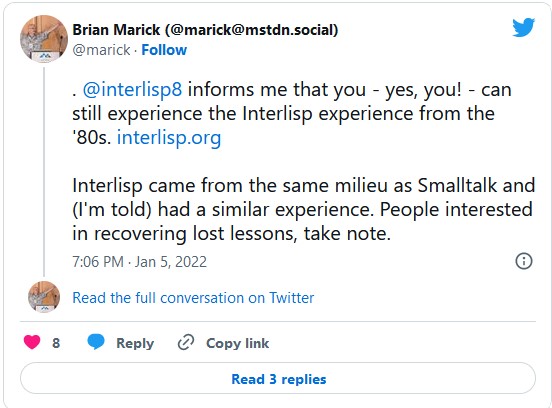 Brian Marick (@marick@mstdn.social)
@marick · Follow
. @interlisp8 informs me that you - yes, you! - can
still experience the Interlisp experience from the
'80s. interlisp.org
Interlisp came from the same milieu as Smalltalk and
(I'm told) had a similar experience. People interested
in recovering lost lessons, take note.
7:06 PM · Jan 5, 2022
Read the full conversation on Twitter
8 Reply Copy link
Read 3 replies